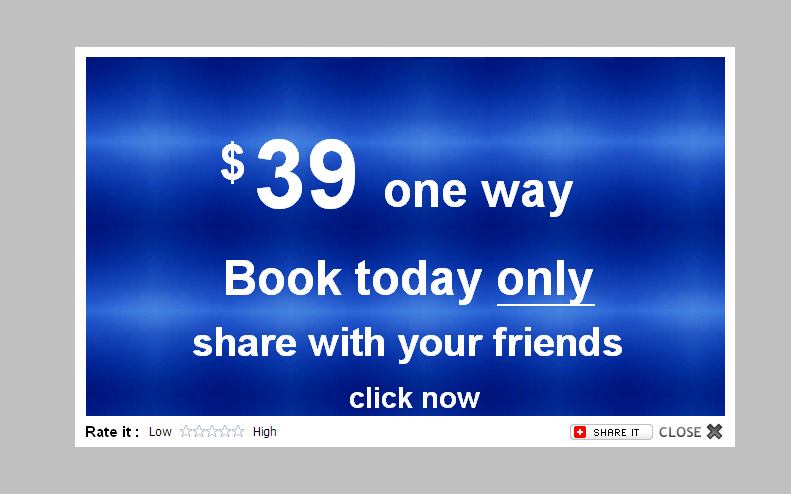 $39 one way
Book today only
share with your friends
click now
Rate it : Low High SHARE IT CLOSE